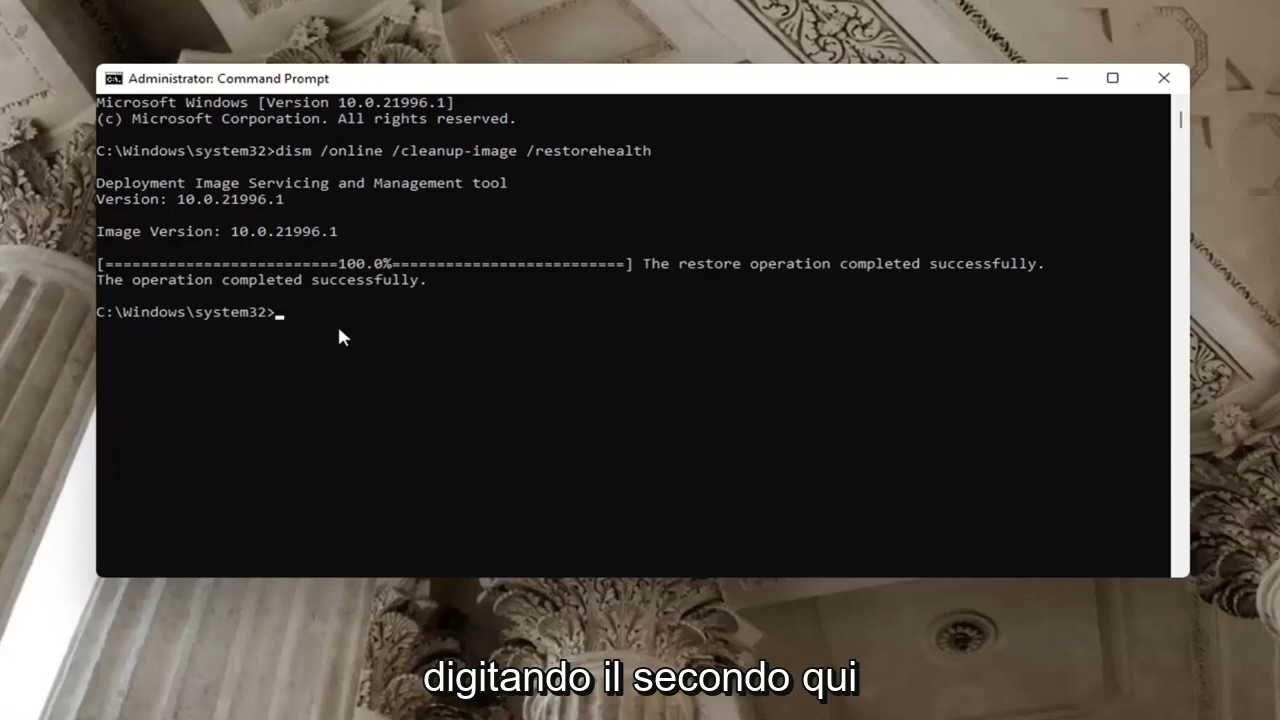 Administrator: Command Prompt
Microsoft Windows [Version 10.0.21996.1]
(c) Microsoft Corporation. All rights reserved.
C:\Windows\system32>dism /online /cleanup-image /restorehealth
Deployment Image Servicing and Management tool
Version: 10.0.21996.1
Image Version: 10.0.21996.1
[==========================100.0%==========================] The restore operation completed successfully.
The operation completed successfully.
C:\Windows\system32>
digitando il secondo qui